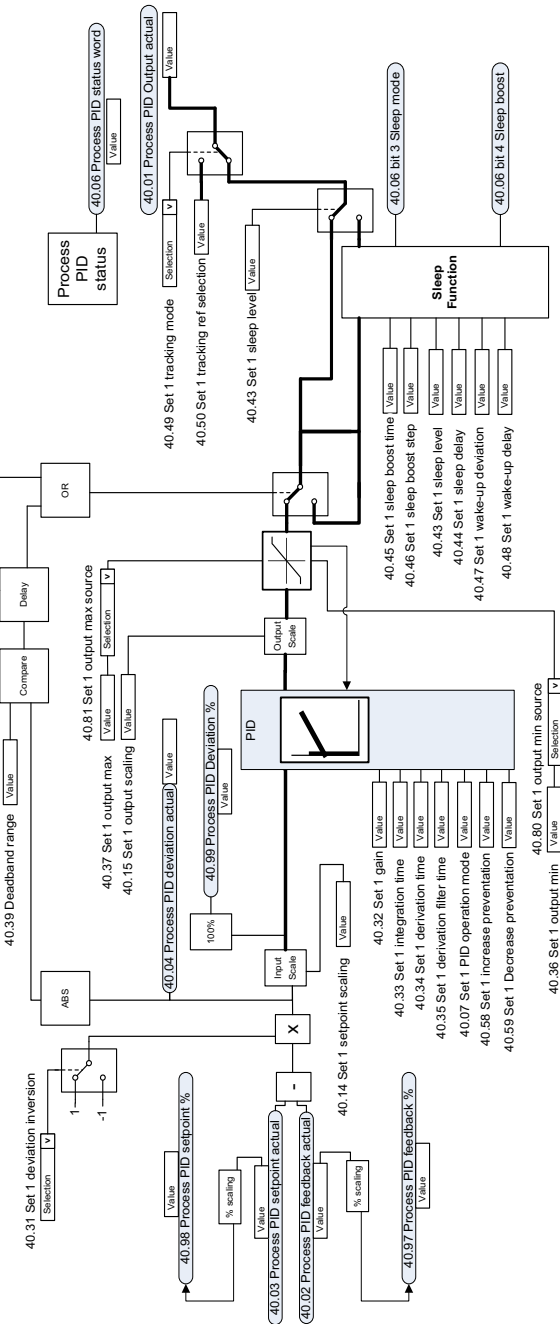 40.06 Process PID status word
Value
Process
PID
status
40.01 Process PID Output actual
Value
Selection v
40.49 Set 1 tracking mode
Value
40.50 Set 1 tracking ref selection
Value
40.43 Set 1 sleep level
40.06 bit 3 Sleep mode
40.06 bit 4 Sleep boost
Sleep
Function
40.45 Set 1 sleep boost time Value
40.46 Set 1 sleep boost step Value
40.43 Set 1 sleep level Value
40.44 Set 1 sleep delay Value
40.47 Set 1 wake-up deviation Value
40.48 Set 1 wake-up delay Value
OR
Delay
Compare
40.39 Deadband range Value
40.81 Set 1 output max source
Value Selection v
40.37 Set 1 output max
Value
40.15 Set 1 output scaling
Output
Scale
40.04 Process PID deviation actual Value
40.99 Process PID Deviation %
Value
100%
PID
Input
Scale
Value
40.14 Set 1 setpoint scaling
ABS
X
-
40.31 Set 1 deviation inversion
Selection v
1
-1
40.98 Process PID setpoint %
Value
% scaling
Value
40.03 Process PID setpoint actual
40.02 Process PID feedback actual
Value
% scaling
40.97 Process PID feedback %
Value
40.32 Set 1 gain Value
40.33 Set 1 integration time Value
40.34 Set 1 derivation time Value
40.35 Set 1 derivation filter time Value
40.07 Set 1 PID operation mode Value
40.58 Set 1 increase preventation Value
40.59 Set 1 Decrease preventation Value
40.80 Set 1 output min source
Value Selection v
40.36 Set 1 output min